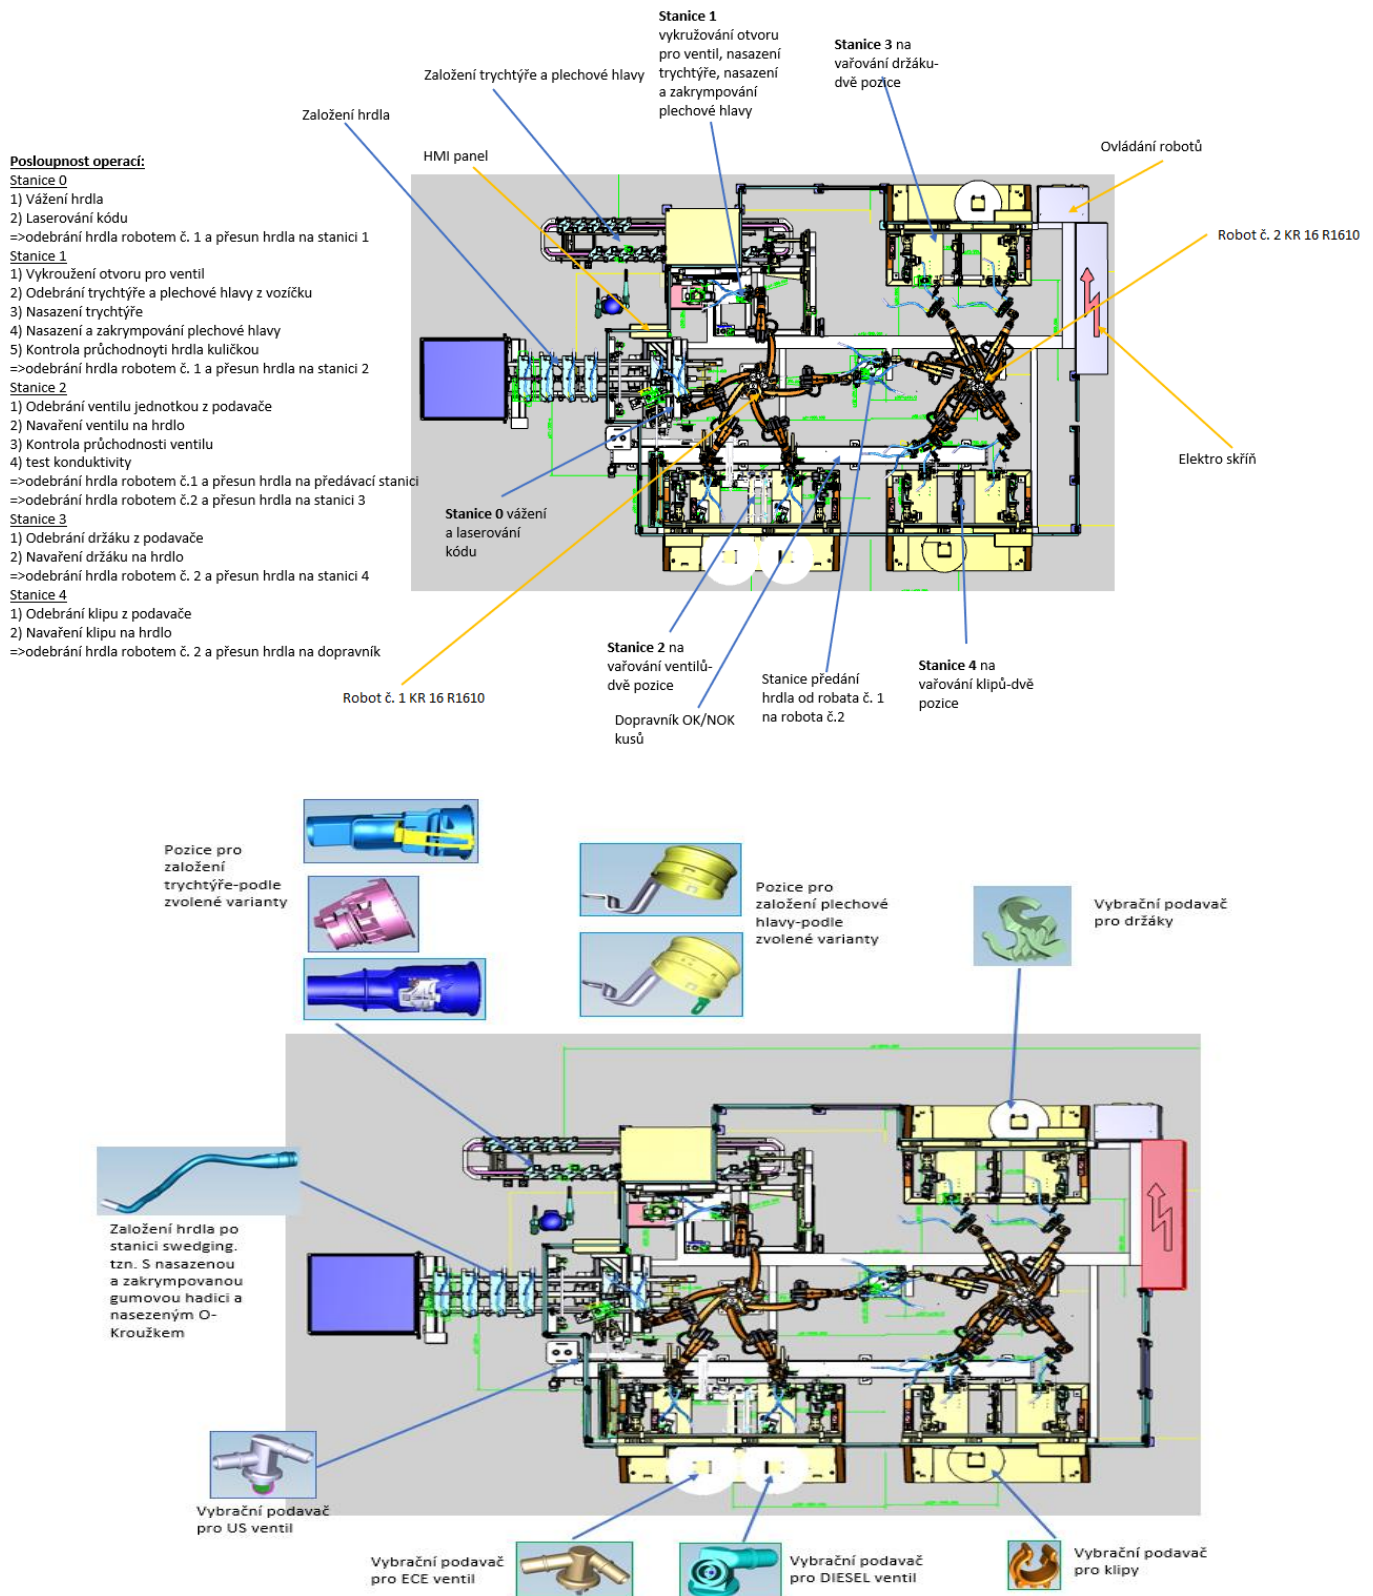 Stanice 1
vykružování otvoru
pro ventil, nasazení
trychtýře, nasazení
a zakrympování
plechové hlavy
Stanice 3 na
vařování držáku-
dvě pozice
Založení trychtýře a plechové hlavy
Založení hrdla
HMI panel
Ovládání robotů
Robot č. 2 KR 16 R1610
Elektro skříň
Posloupnost operací:
Stanice 0
1) Vážení hrdla
2) Laserování kódu
=>odebrání hrdla robotem č. 1 a přesun hrdla na stanici 1
Stanice 1
1) Vykroužení otvoru pro ventil
2) Odebrání trychtýře a plechové hlavy z vozíčku
3) Nasazení trychtýře
4) Nasazení a zakrympování plechové hlavy
5) Kontrola průchodnoyti hrdla kuličkou
=>odebrání hrdla robotem č. 1 a přesun hrdla na stanici 2
Stanice 2
1) Odebrání ventilu jednotkou z podavače
2) Navaření ventilu na hrdlo
3) Kontrola průchodnosti ventilu
4) test konduktivity
=>odebrání hrdla robotem č.1 a přesun hrdla na předávací stanici
=>odebrání hrdla robotem č.2 a přesun hrdla na stanici 3
Stanice 3
1) Odebrání držáku z podavače
2) Navaření držáku na hrdlo
=>odebrání hrdla robotem č. 2 a přesun hrdla na stanici 4
Stanice 4
1) Odebrání klipu z podavače
2) Navaření klipu na hrdlo
=>odebrání hrdla robotem č. 2 a přesun hrdla na dopravník
Stanice 0 vážení
a laserování
kódu
Robot č. 1 KR 16 R1610
Stanice 2 na
vařování ventilů-
dvě pozice
Dopravník OK/NOK
kusů
Stanice předání
hrdla od robata č. 1
na robota č.2
Stanice 4 na
vařování klipů-dvě
pozice
Pozice pro
založení
trychtýře-podle
zvolené varianty
Pozice pro
založení plechové
hlavy-podle
zvolené varianty
Vybrační podavač
pro držáky
Založení hrdla po
stanici swedging.
tzn. S nasazenou
a zakrympovanou
gumovou hadici a
nasezeným O-
Kroužkem
Vybrační podavač
pro US ventil
Vybrační podavač
pro ECE ventil
Vybrační podavač
pro DIESEL ventil
Vybrační podavač
pro klipy